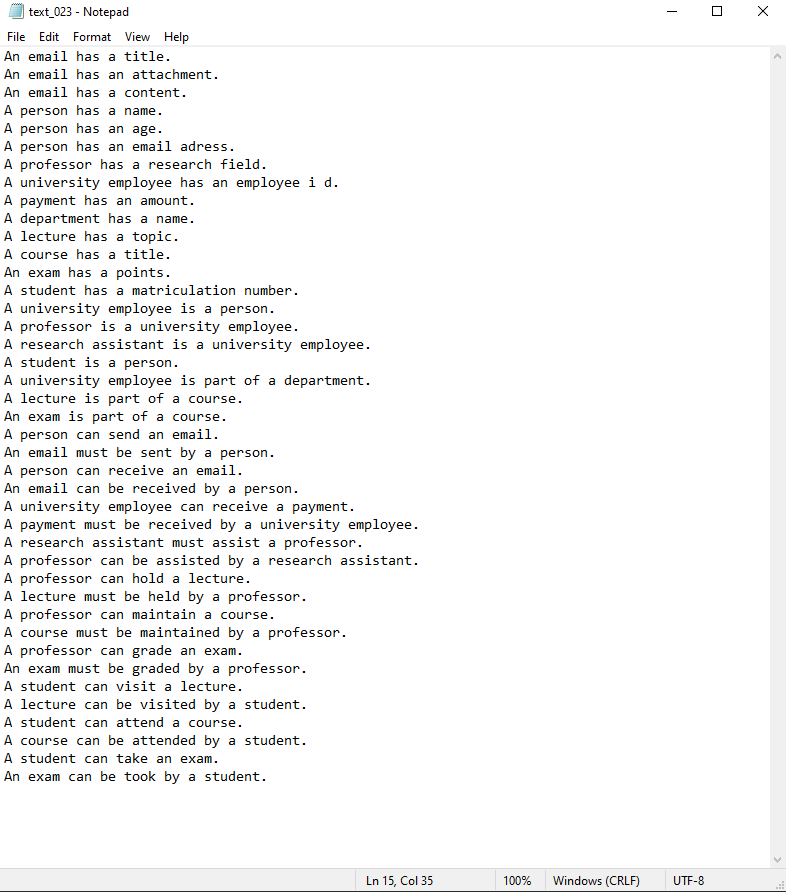 text_023 - Notepad
File Edit Format View Help
An email has a title.
An email has an attachment.
An email has a content.
A person has a name.
A person has an age.
A person has an email adress.
A professor has a research field.
A university employee has an employee i d.
A payment has an amount.
A department has a name.
A lecture has a topic.
A course has a title.
An exam has a points.
A student has a matriculation number.
A university employee is a person.
A professor is a university employee.
A research assistant is a university employee.
A student is a person.
A university employee is part of a department.
A lecture is part of a course.
An exam is part of a course.
A person can send an email.
An email must be sent by a person.
A person can receive an email.
An email can be received by a person.
A university employee can receive a payment.
A payment must be received by a university employee.
A research assistant must assist a professor.
A professor can be assisted by a research assistant.
A professor can hold a lecture.
A lecture must be held by a professor.
A professor can maintain a course.
A course must be maintained by a professor.
A professor can grade an exam.
An exam must be graded by a professor.
A student can visit a lecture.
A lecture can be visited by a student.
A student can attend a course.
A course can be attended by a student.
A student can take an exam.
An exam can be took by a student.
Ln 15, Col 35 100% Windows (CRLF) UTF-8